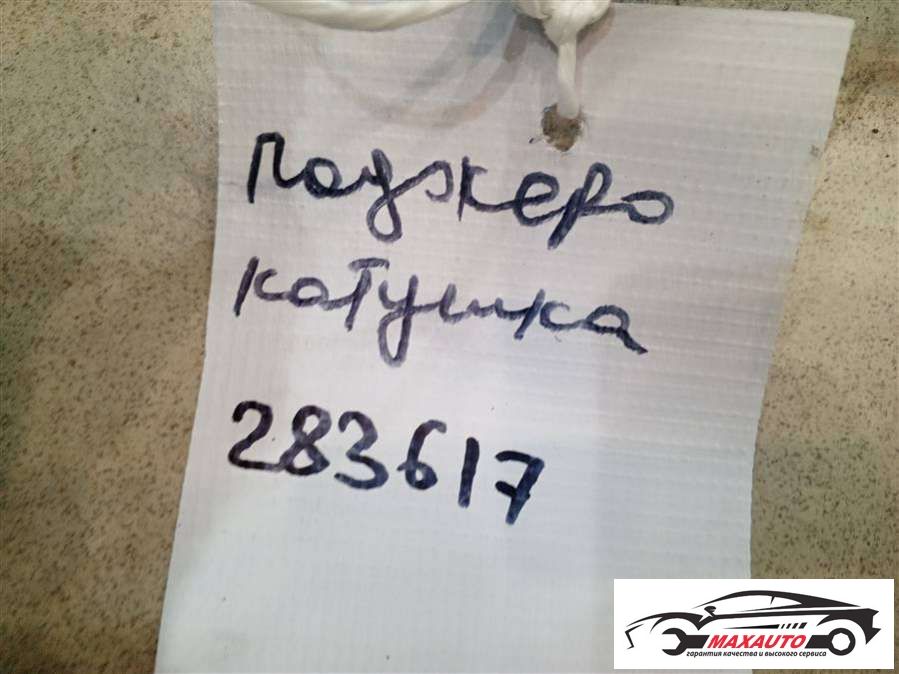 Паджеро
катушка
283617
MAXAUTO
гарантия качества и высокого сервиса